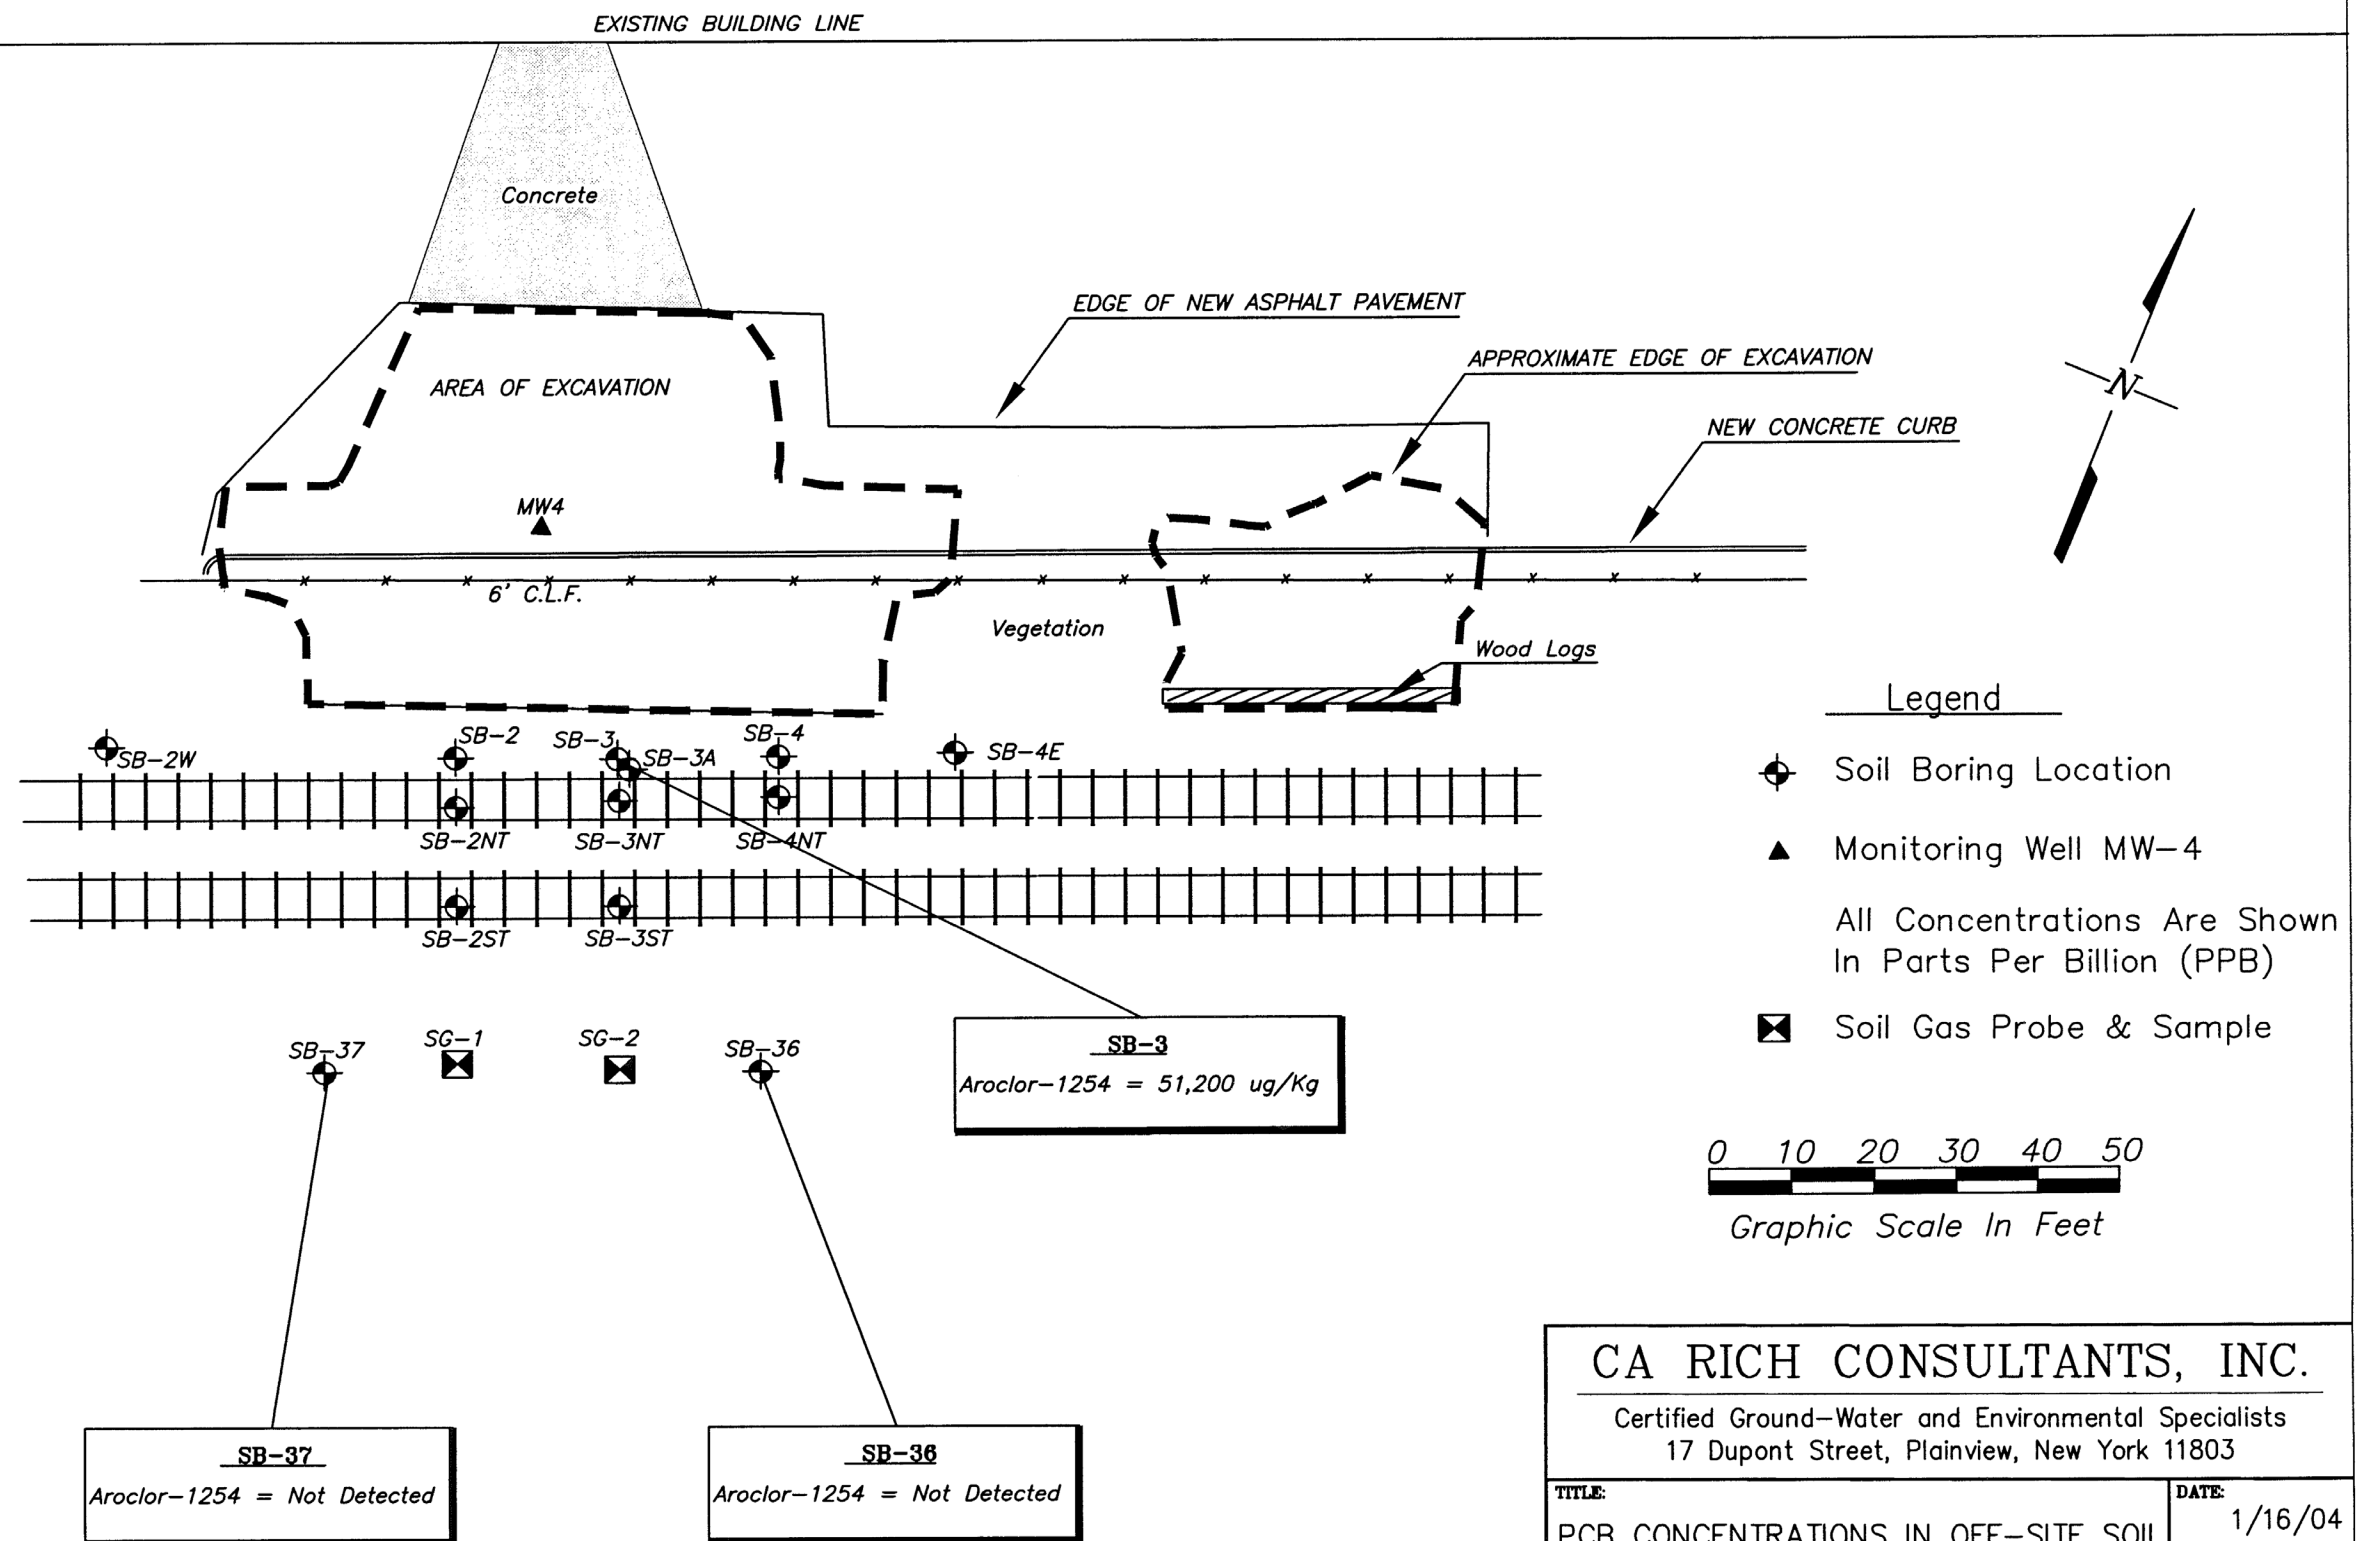 EXISTING BUILDING LINE
Concrete
EDGE OF NEW ASPHALT PAVEMENT
APPROXIMATE EDGE OF EXCAVATION
AREA OF EXCAVATION
NEW CONCRETE CURB
N
MW4
6' C.L.F.
Vegetation
Wood Logs
SB-2W
SB-2
SB-3
SB-3A
SB-4
SB-4E
SB-2NT
SB-3NT
SB-4NT
SB-2ST
SB-3ST
SB-37
SG-1
SG-2
SB-36
SB-3
Aroclor-1254 = 51,200 ug/Kg
SB-37
Aroclor-1254 = Not Detected
SB-36
Aroclor-1254 = Not Detected
Legend
Soil Boring Location
Monitoring Well MW-4
All Concentrations Are Shown
In Parts Per Billion (PPB)
Soil Gas Probe & Sample
0 10 20 30 40 50
Graphic Scale In Feet
CA RICH CONSULTANTS, INC.
Certified Ground-Water and Environmental Specialists
17 Dupont Street, Plainview, New York 11803
TITLE:
PCB CONCENTRATIONS IN OFF-SITE SOIL
DATE:
1/16/04